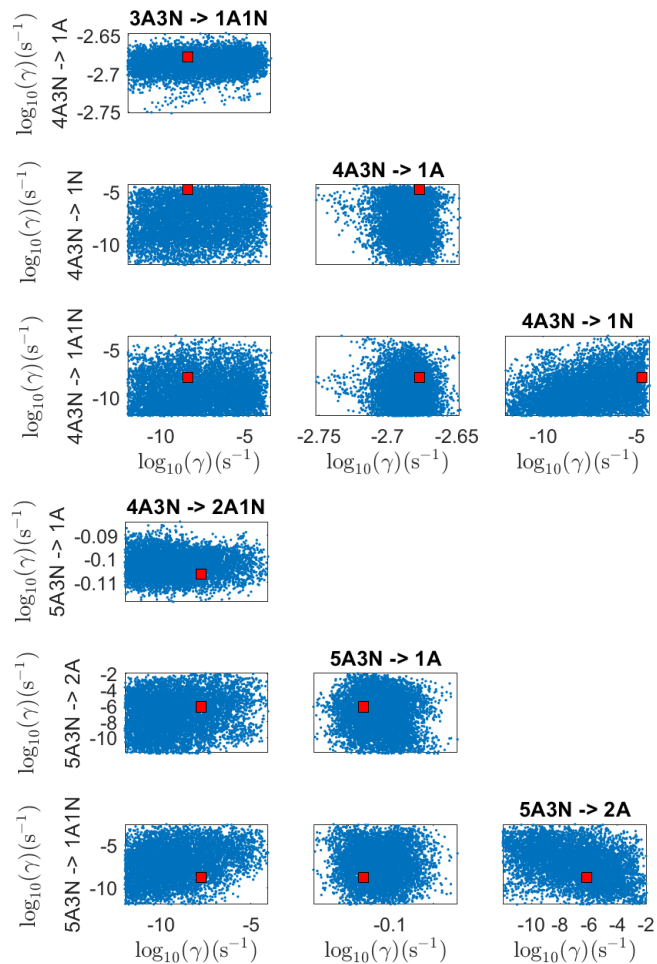 3A3N -> 1A1N
log10(γ)(s−1)
4A3N -> 1A
-2.65
-2.7
-2.75
4A3N -> 1A
log10(γ)(s−1)
4A3N -> 1N
-5
-10
4A3N -> 1N
log10(γ)(s−1)
4A3N -> 1A1N
-5
-10
-10 -5
-2.75 -2.7 -2.65
-10 -5
log10(γ)(s−1) log10(γ)(s−1) log10(γ)(s−1)
4A3N -> 2A1N
log10(γ)(s−1)
5A3N -> 1A
-0.09
-0.1
-0.11
5A3N -> 1A
log10(γ)(s−1)
5A3N -> 2A
-2
-4
-6
-8
-10
5A3N -> 2A
log10(γ)(s−1)
5A3N -> 1A1N
-5
-10
-10 -5
-0.1
-10 -8 -6 -4 -2
log10(γ)(s−1) log10(γ)(s−1) log10(γ)(s−1)